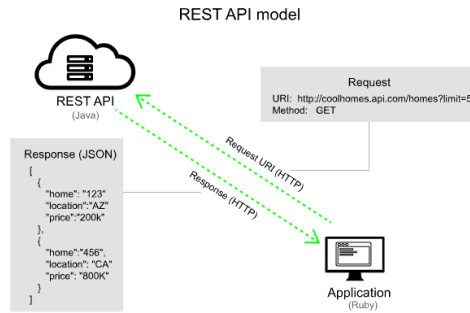 REST API model
REST API
(Java)
Request
URI: http://coolhomes.api.com/homes?limit=5
Method: GET
Request URI (HTTP)
Response (HTTP)
Response (JSON)
[
{
"home": "123"
"location":"AZ"
"price":"200k"
},
{
"home":"456",
"location: "CA"
"price": "800K"
}
]
Application
(Ruby)